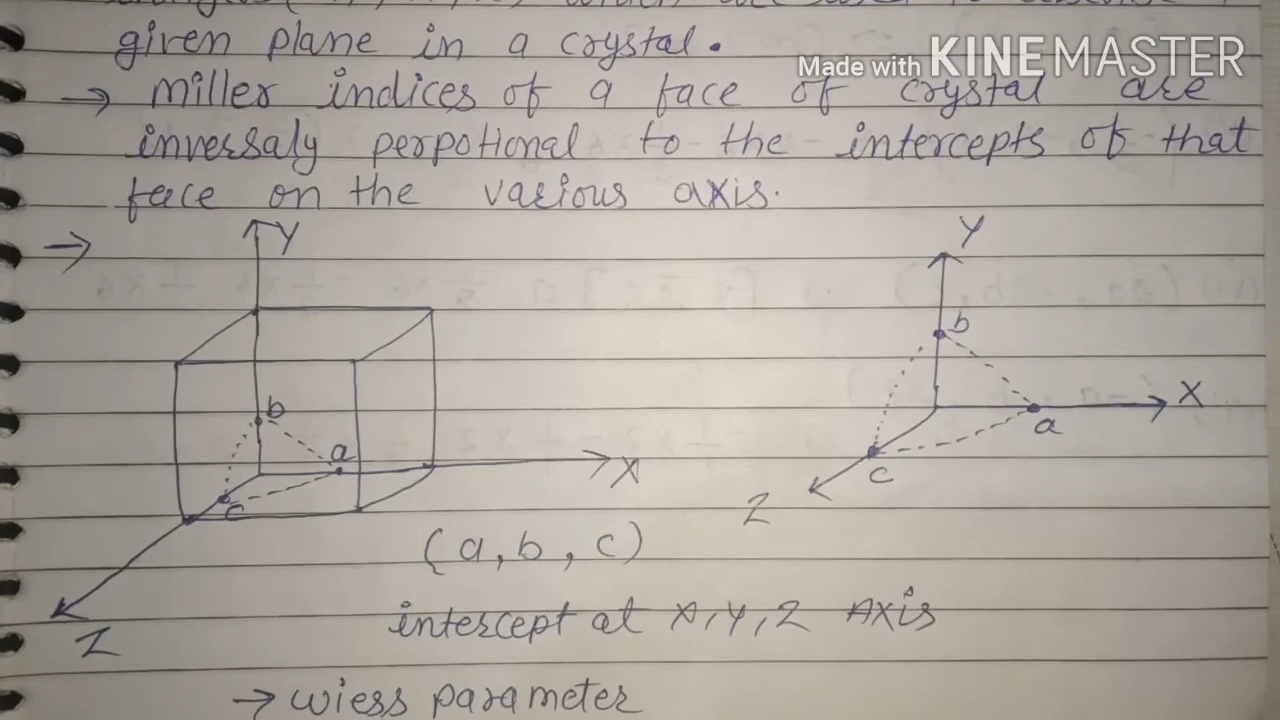 given plane in a crystal.
Made with KINEMASTER
→ Miller indices of a face of crystal are
inversaly perpotional to the intercepts of that
face on the various axis.
→ Y
Y
b
b
a
X
X
a
c
c
Z
Z
(a, b, c)
intercept at X, Y, Z Axis
→ wiess parameter